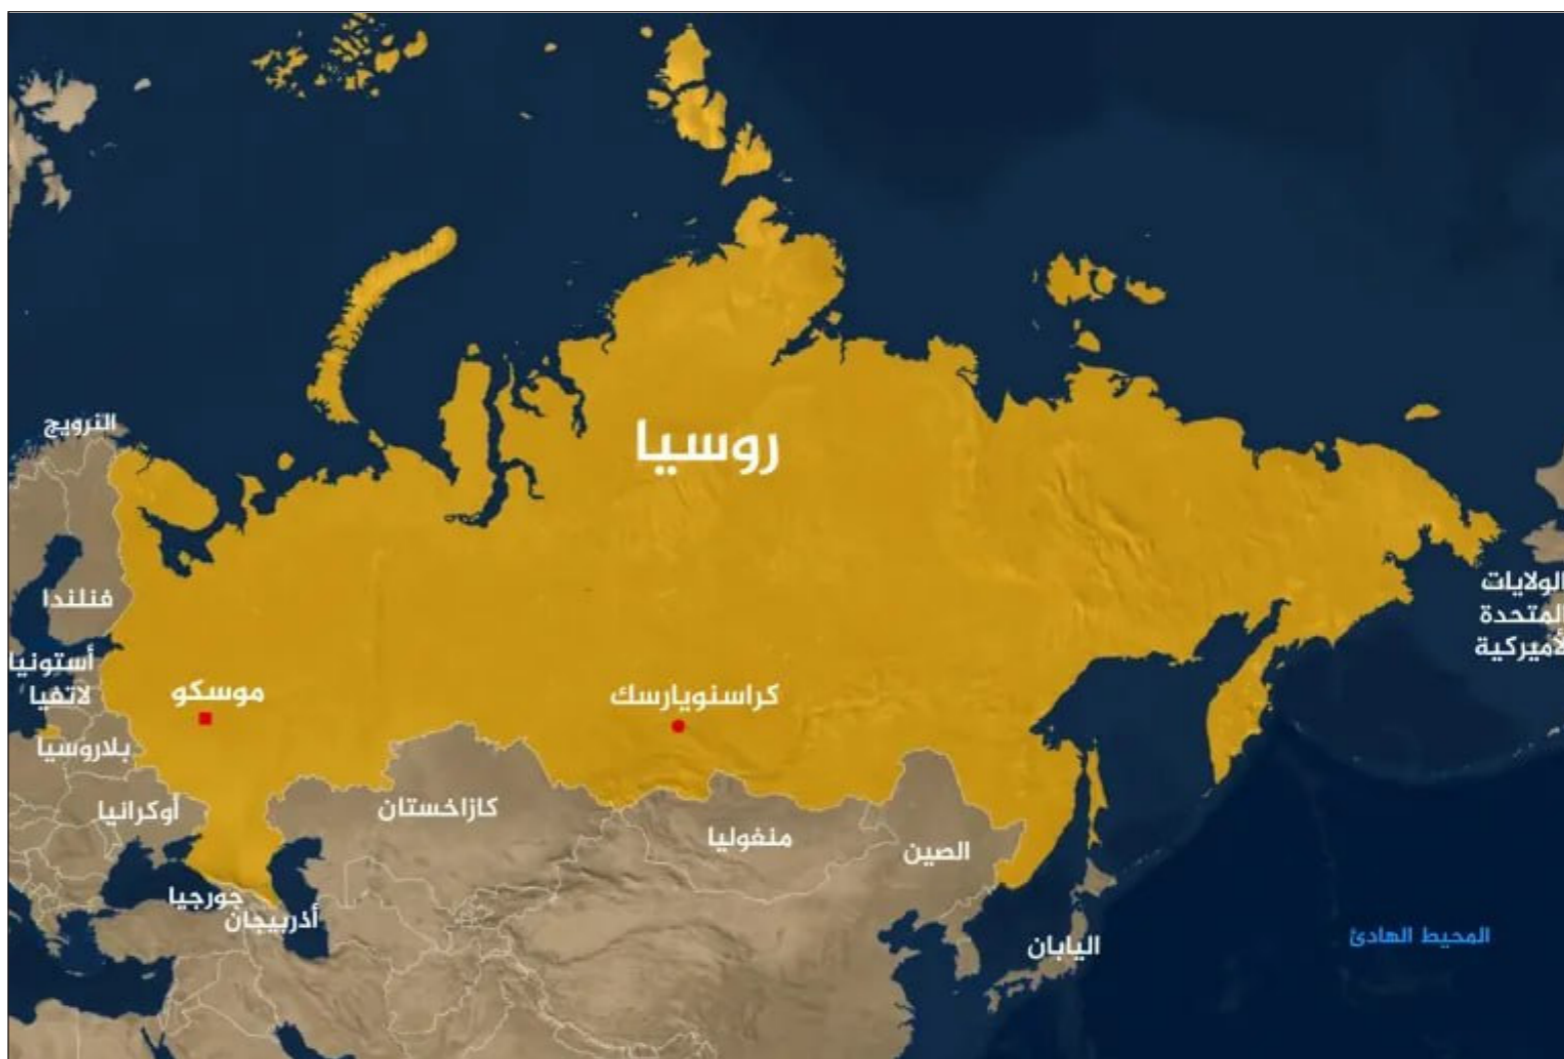 النرويج
روسيا
فنلندا
الولايات
المتحدة
الأميركية
أستونيا
لاتفيا
موسكو
كراسنويارسك
بلاروسيا
أوكرانيا
كازاخستان
منغوليا
الصين
جورجيا
أذربيجان
اليابان
المحيط الهادئ